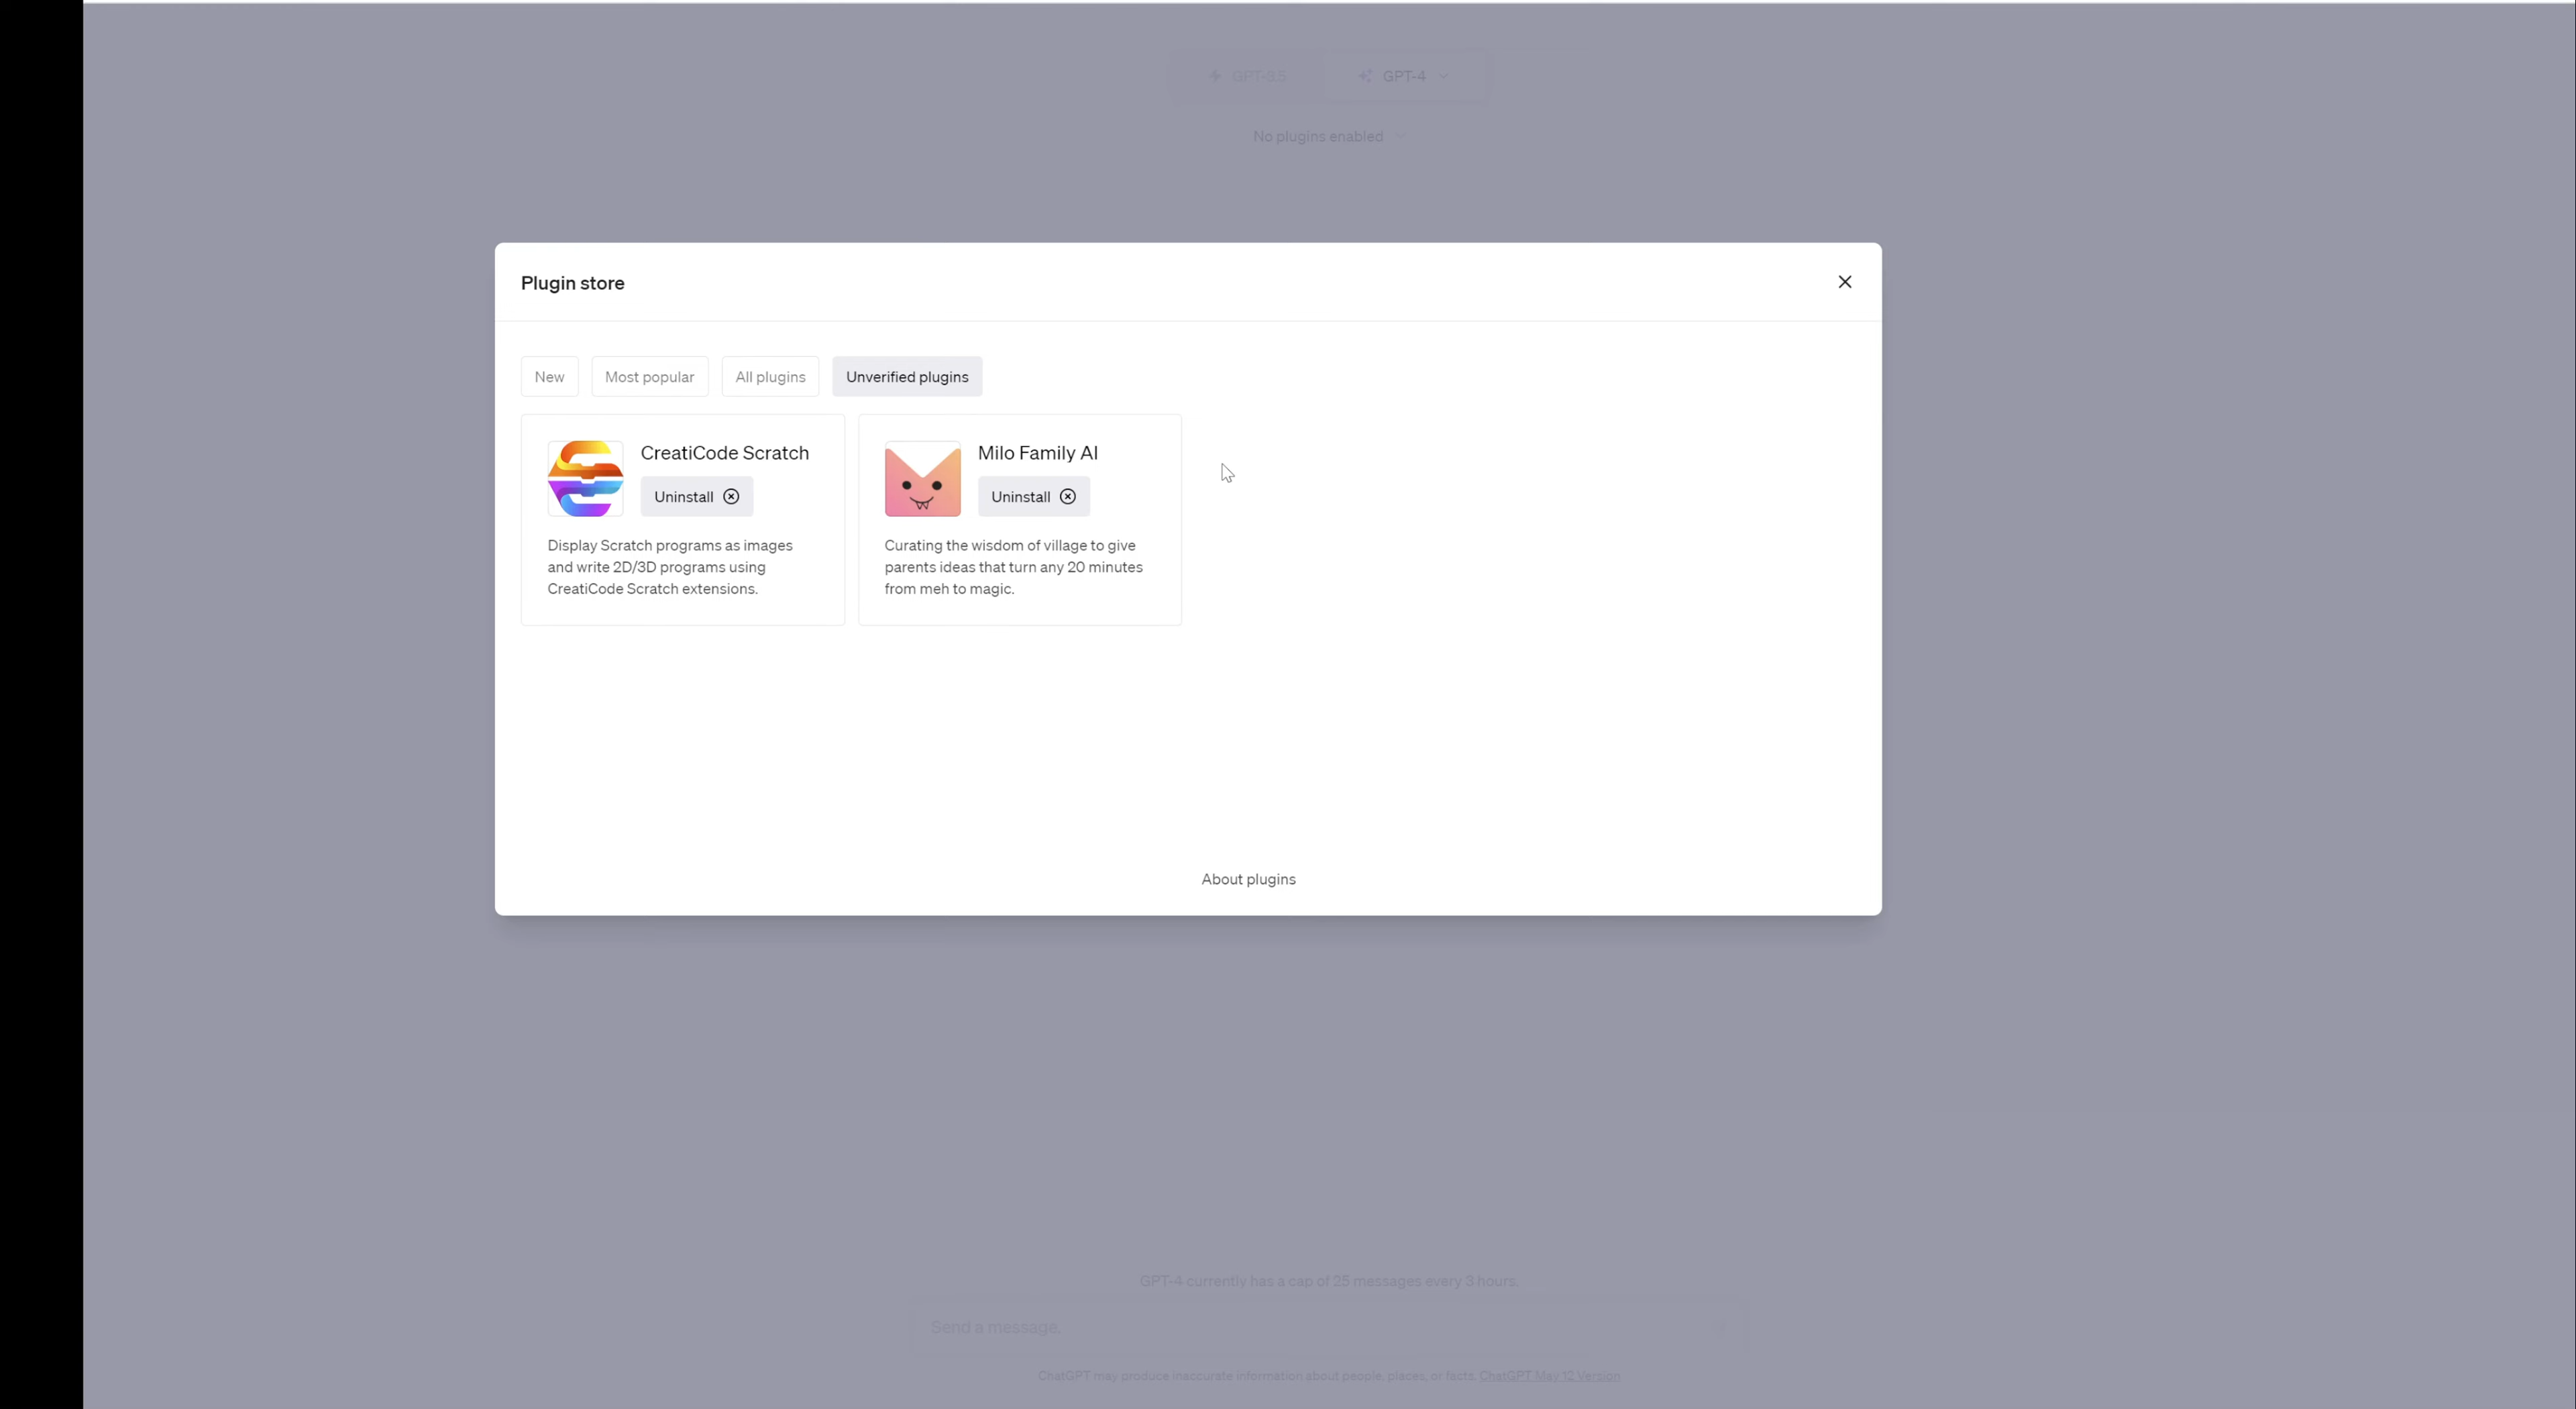 GPT-3.5
GPT-4
No plugins enabled
Plugin store
New
Most popular
All plugins
Unverified plugins
CreatiCode Scratch
Uninstall
Display Scratch programs as images
and write 2D/3D programs using
CreatiCode Scratch extensions.
Milo Family AI
Uninstall
Curating the wisdom of village to give
parents ideas that turn any 20 minutes
from meh to magic.
About plugins
GPT-4 currently has a cap of 25 messages every 3 hours.
Send a message.
ChatGPT may produce inaccurate information about people, places, or facts. ChatGPT May 12 Version